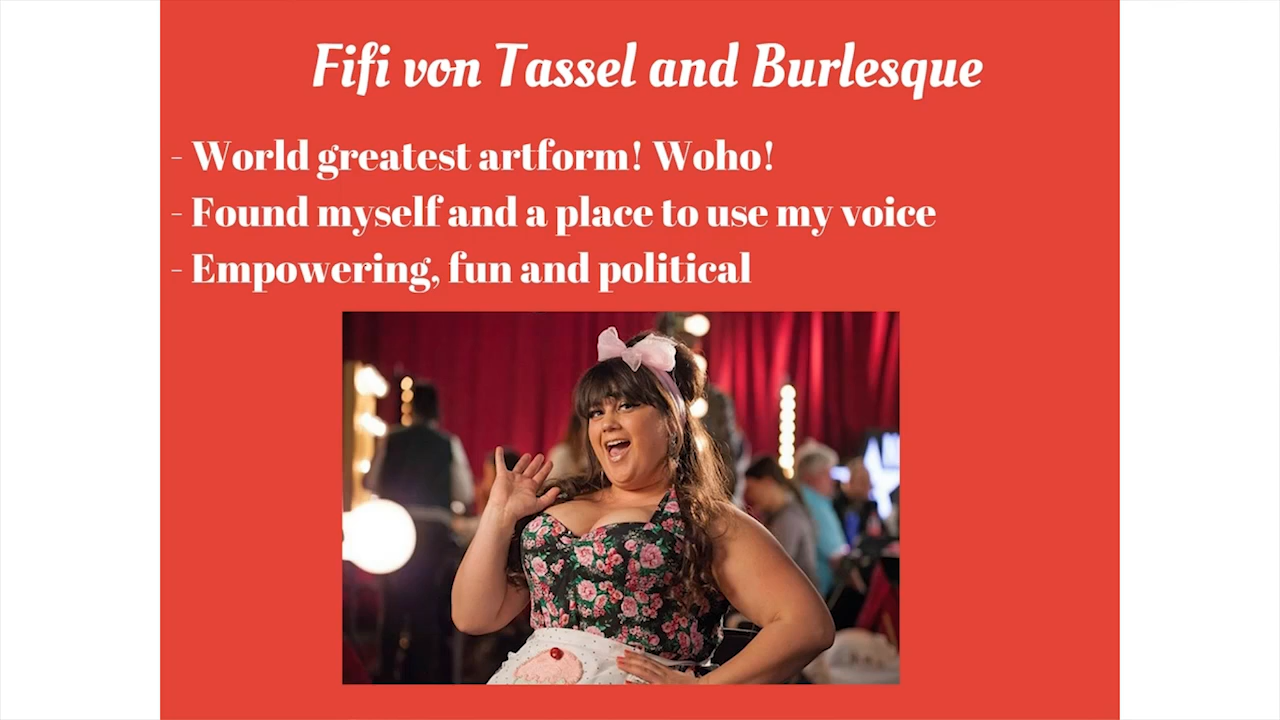 Fifi von Tassel and Burlesque
- World greatest artform! Woho!
- Found myself and a place to use my voice
- Empowering, fun and political